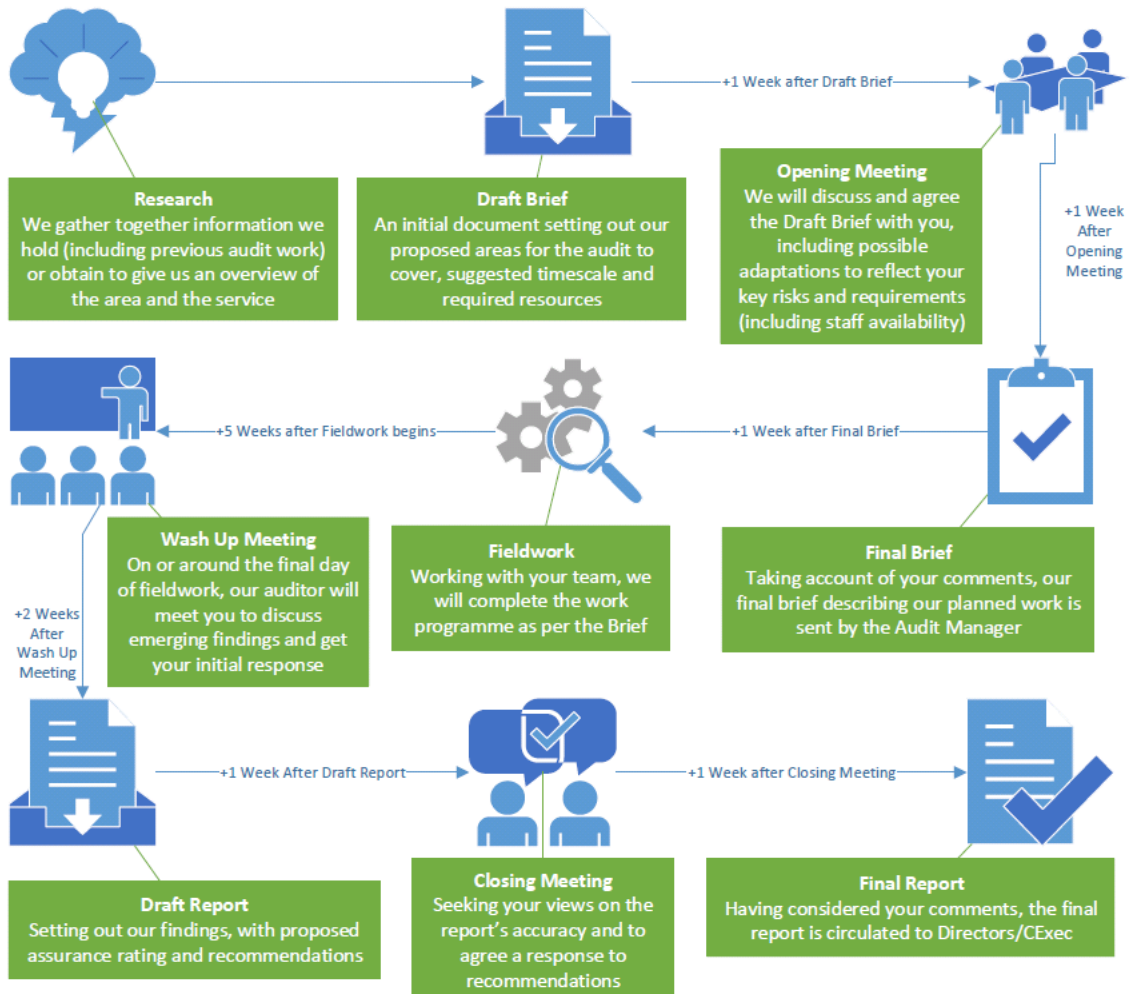 +1 Week after Draft Brief
Research
We gather together information we
hold (including previous audit work)
or obtain to give us an overview of
the area and the service
Draft Brief
An initial document setting out our
proposed areas for the audit to
cover, suggested timescale and
required resources
Opening Meeting
We will discuss and agree
the Draft Brief with you,
including possible
adaptations to reflect your
key risks and requirements
(including staff availability)
+1 Week
After
Opening
Meeting
+5 Weeks after Fieldwork begins
+1 Week after Final Brief
Wash Up Meeting
On or around the final day
of fieldwork, our auditor will
meet you to discuss
emerging findings and get
your initial response
Fieldwork
Working with your team, we
will complete the work
programme as per the Brief
Final Brief
Taking account of your comments, our
final brief describing our planned work is
sent by the Audit Manager
+2 Weeks
After
Wash Up
Meeting
+1 Week After Draft Report
+1 Week after Closing Meeting
Draft Report
Setting out our findings, with proposed
assurance rating and recommendations
Closing Meeting
Seeking your views on the
report's accuracy and to
agree a response to
recommendations
Final Report
Having considered your comments, the final
report is circulated to Directors/CExec